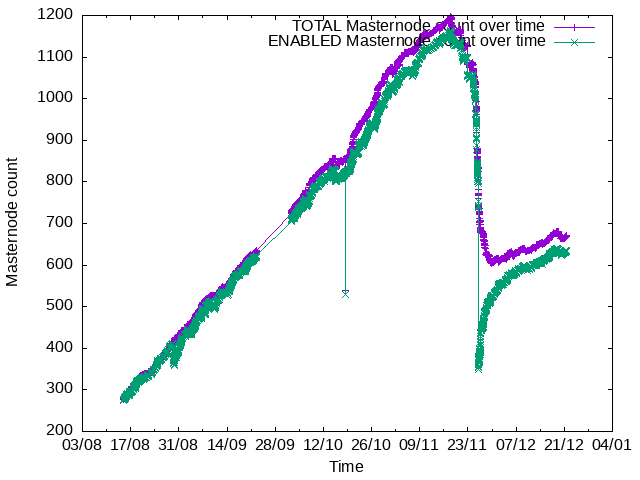 TOTAL Masternode count over time
ENABLED Masternode count over time
1200
1100
1000
900
800
700
600
500
400
300
200
Masternode count
03/08 17/08 31/08 14/09 28/09 12/10 26/10 09/11 23/11 07/12 21/12 04/01
Time